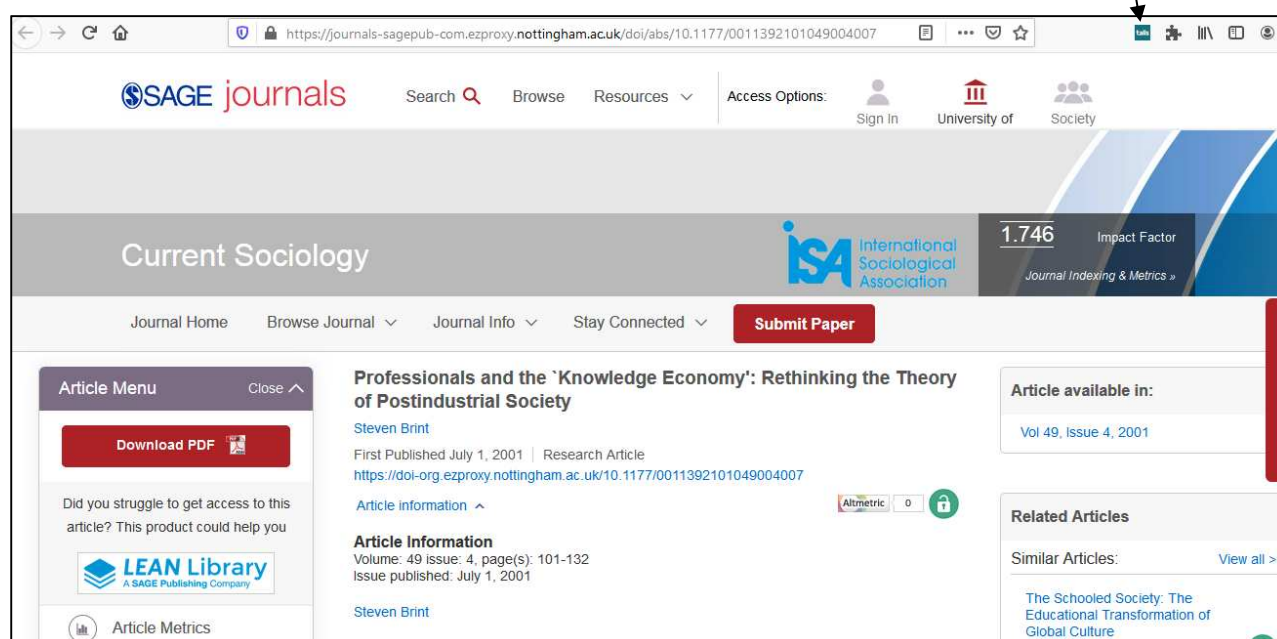 https://journals-sagepub-com.ezproxy.nottingham.ac.uk/doi/abs/10.1177/0011392101049004007
talis
SAGE journals
Search
Browse
Resources
Access Options:
Sign In
University of
Society
Current Sociology
isa International
Sociological
Association
1.746 Impact Factor
Journal Indexing & Metrics »
Journal Home
Browse Journal
Journal Info
Stay Connected
Submit Paper
Article Menu
Close
Download PDF
Did you struggle to get access to this
article? This product could help you
LEAN Library
A SAGE Publishing Company
Article Metrics
Professionals and the `Knowledge Economy': Rethinking the Theory
of Postindustrial Society
Steven Brint
First Published July 1, 2001 | Research Article
https://doi-org.ezproxy.nottingham.ac.uk/10.1177/0011392101049004007
Article information
Altmetric 0
Article Information
Volume: 49 issue: 4, page(s): 101-132
Issue published: July 1, 2001
Steven Brint
Article available in:
Vol 49, Issue 4, 2001
Related Articles
Similar Articles:
View all >
The Schooled Society: The
Educational Transformation of
Global Culture